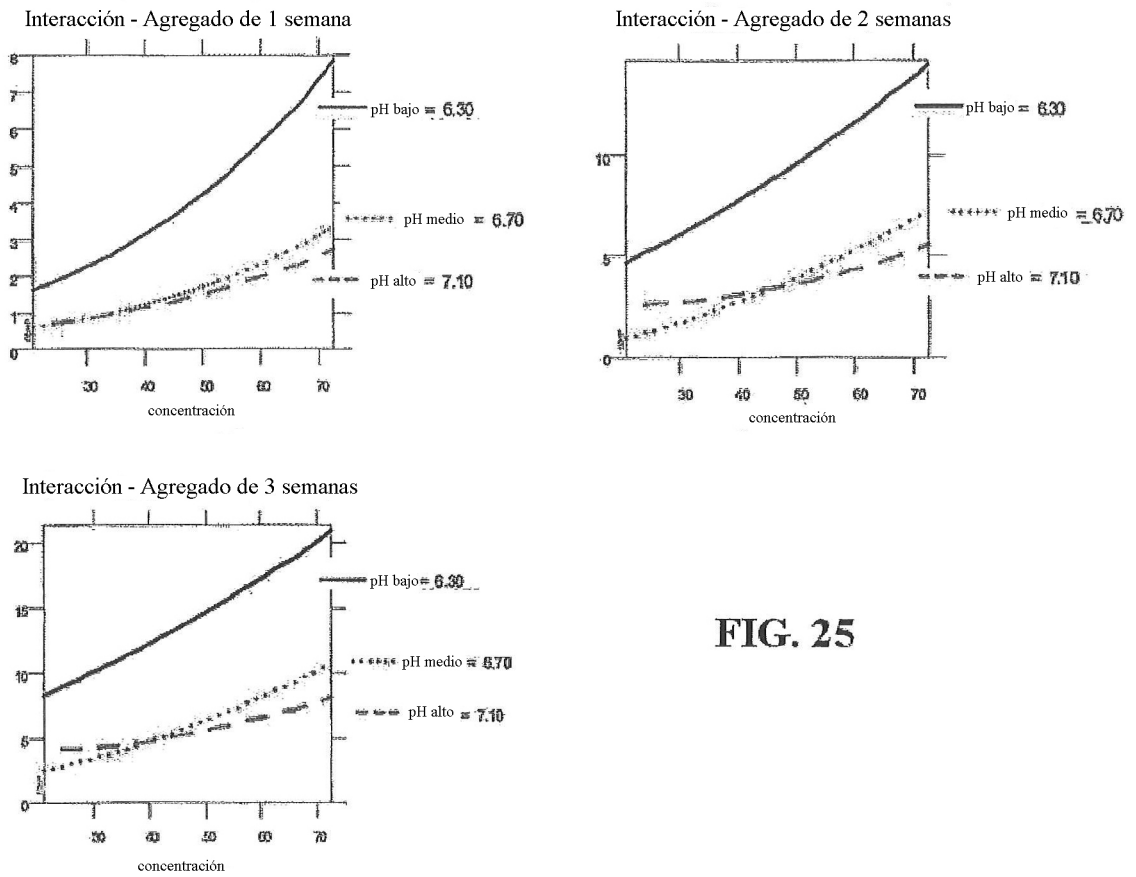 Interacción - Agregado de 1 semana
8
7
6
5
4
3
2
1
0
pH bajo = 6.30
pH medio = 6.70
pH alto = 7.10
30 40 50 60 70
concentración
Interacción - Agregado de 2 semanas
10
5
0
pH bajo = 6.30
pH medio = 6.70
pH alto = 7.10
30 40 50 60 70
concentración
Interacción - Agregado de 3 semanas
20
15
10
5
0
pH bajo = 6.30
pH medio = 6.70
pH alto = 7.10
30 40 50 60 70
concentración
FIG. 25